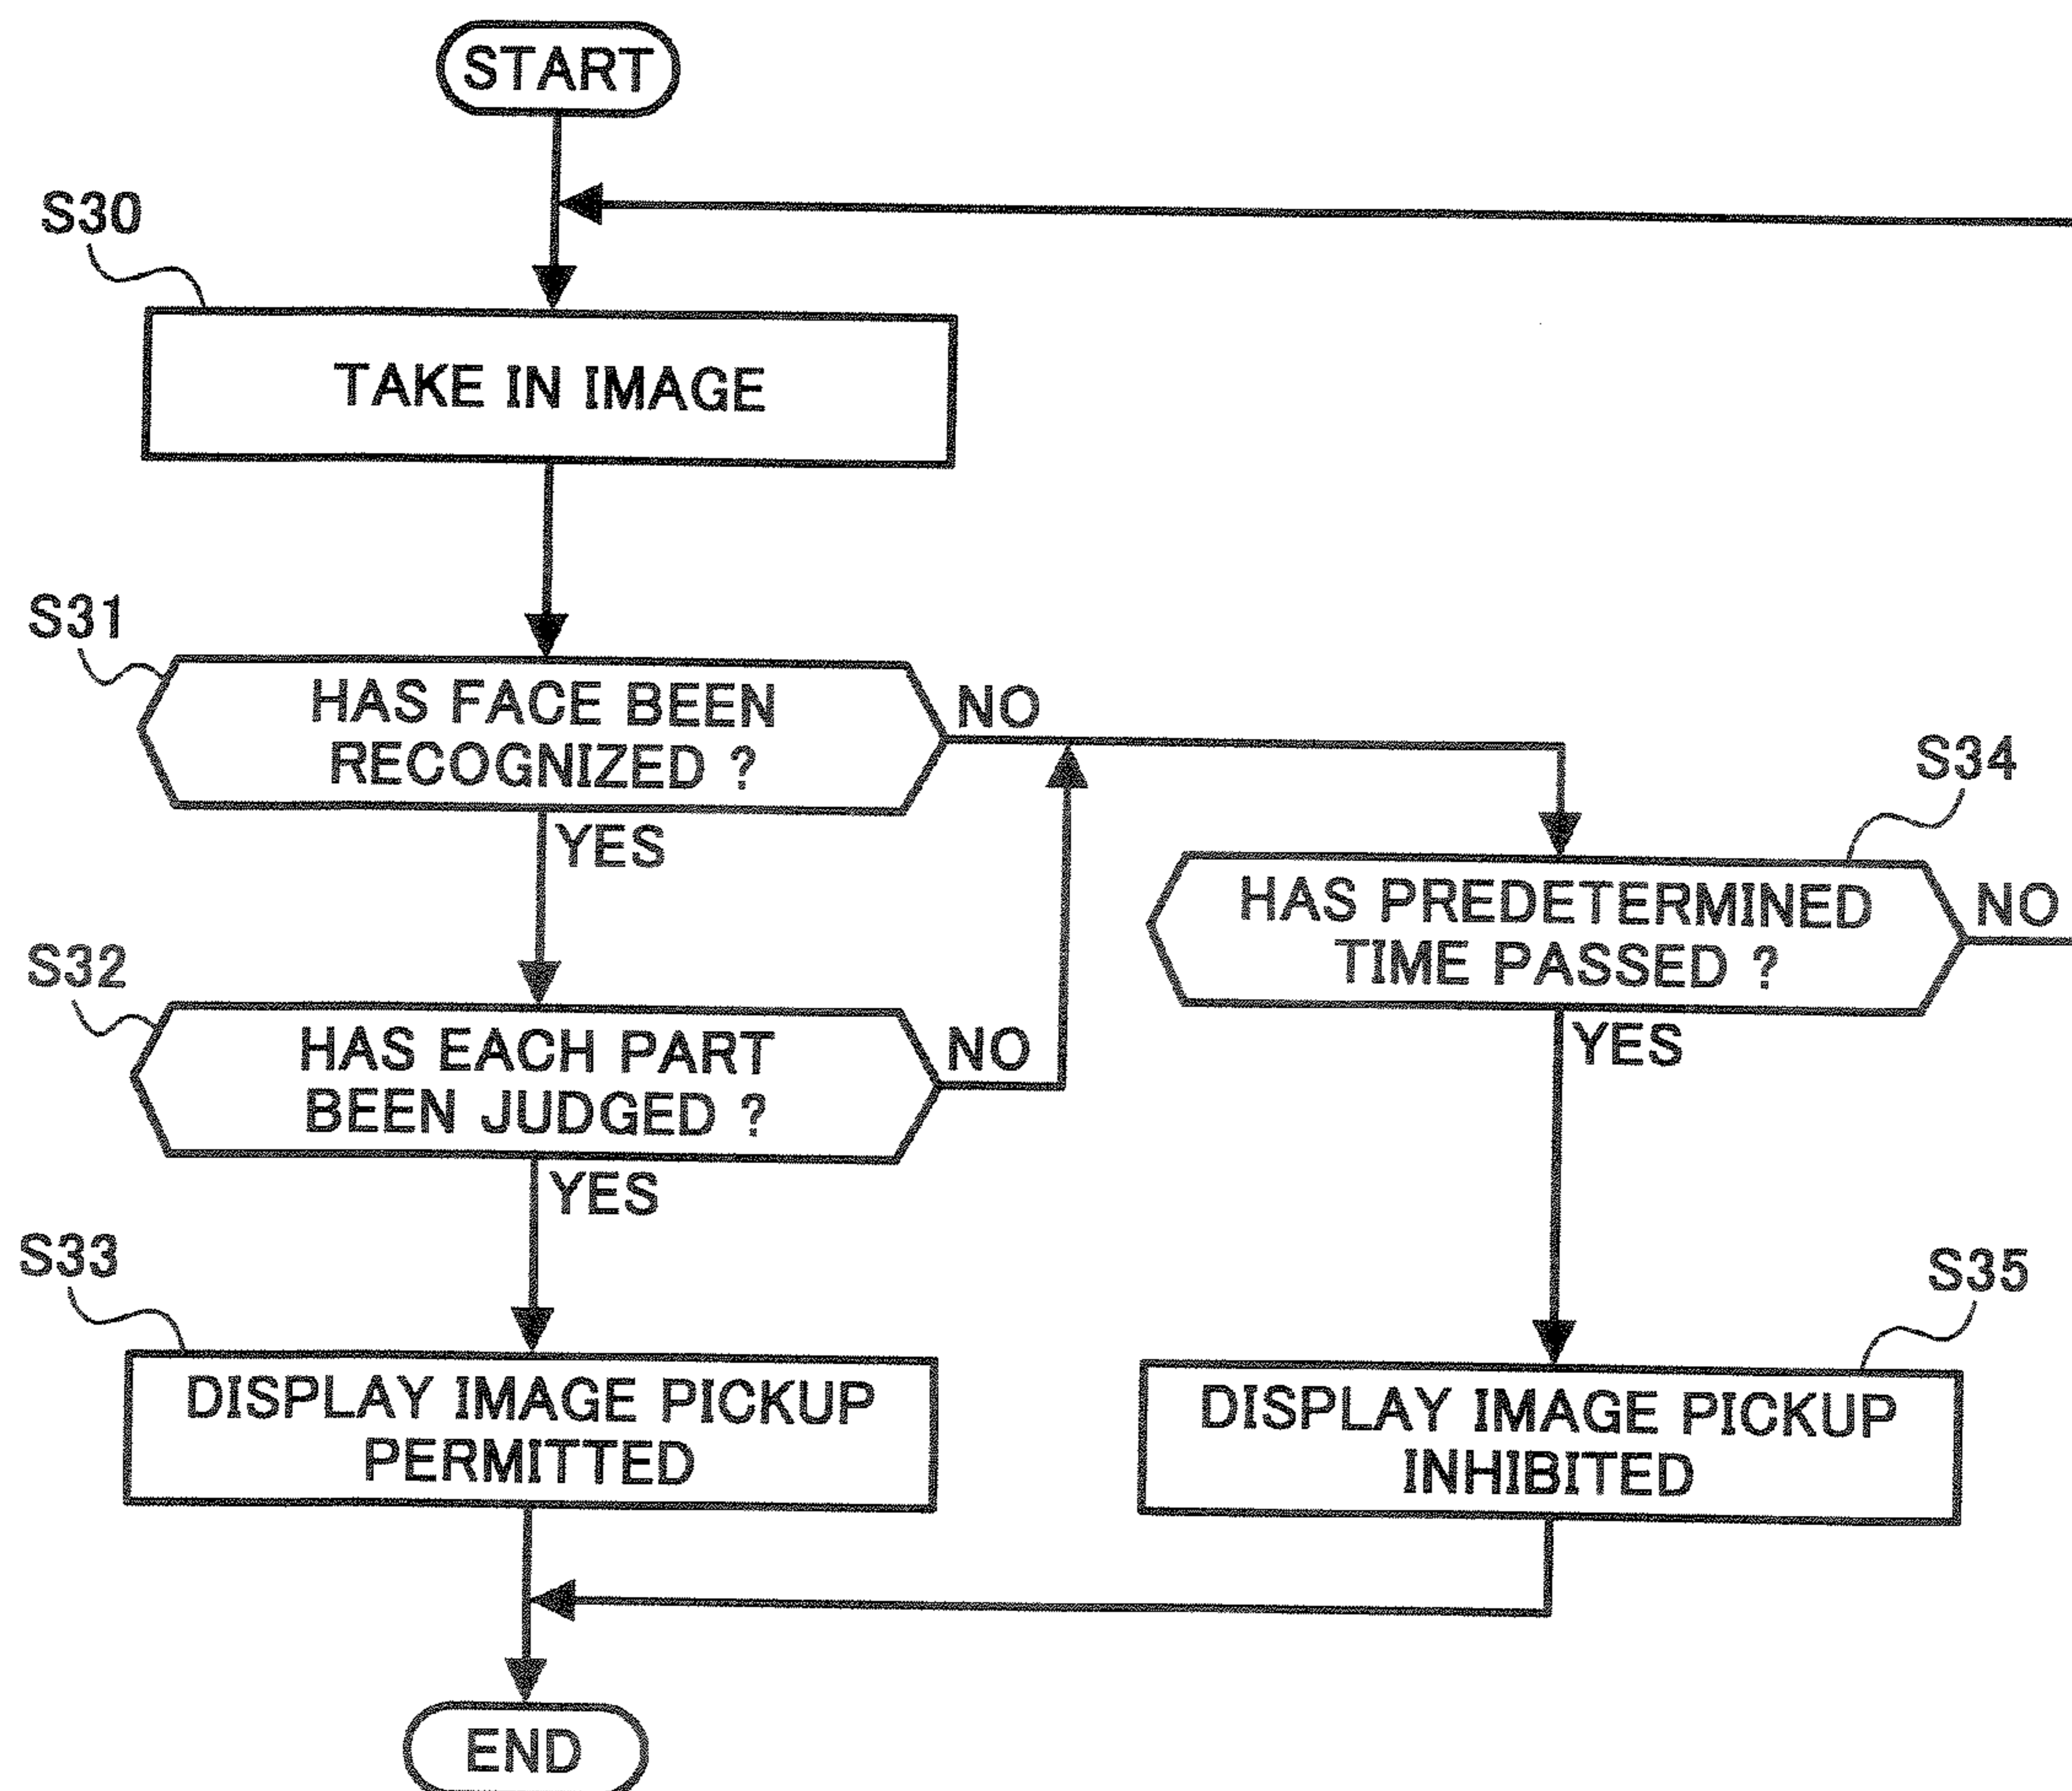 START
S30
TAKE IN IMAGE
S31
HAS FACE BEEN
RECOGNIZED ?
NO
YES
S34
HAS PREDETERMINED
TIME PASSED ?
NO
YES
S32
HAS EACH PART
BEEN JUDGED ?
NO
YES
S33
DISPLAY IMAGE PICKUP
PERMITTED
S35
DISPLAY IMAGE PICKUP
INHIBITED
END